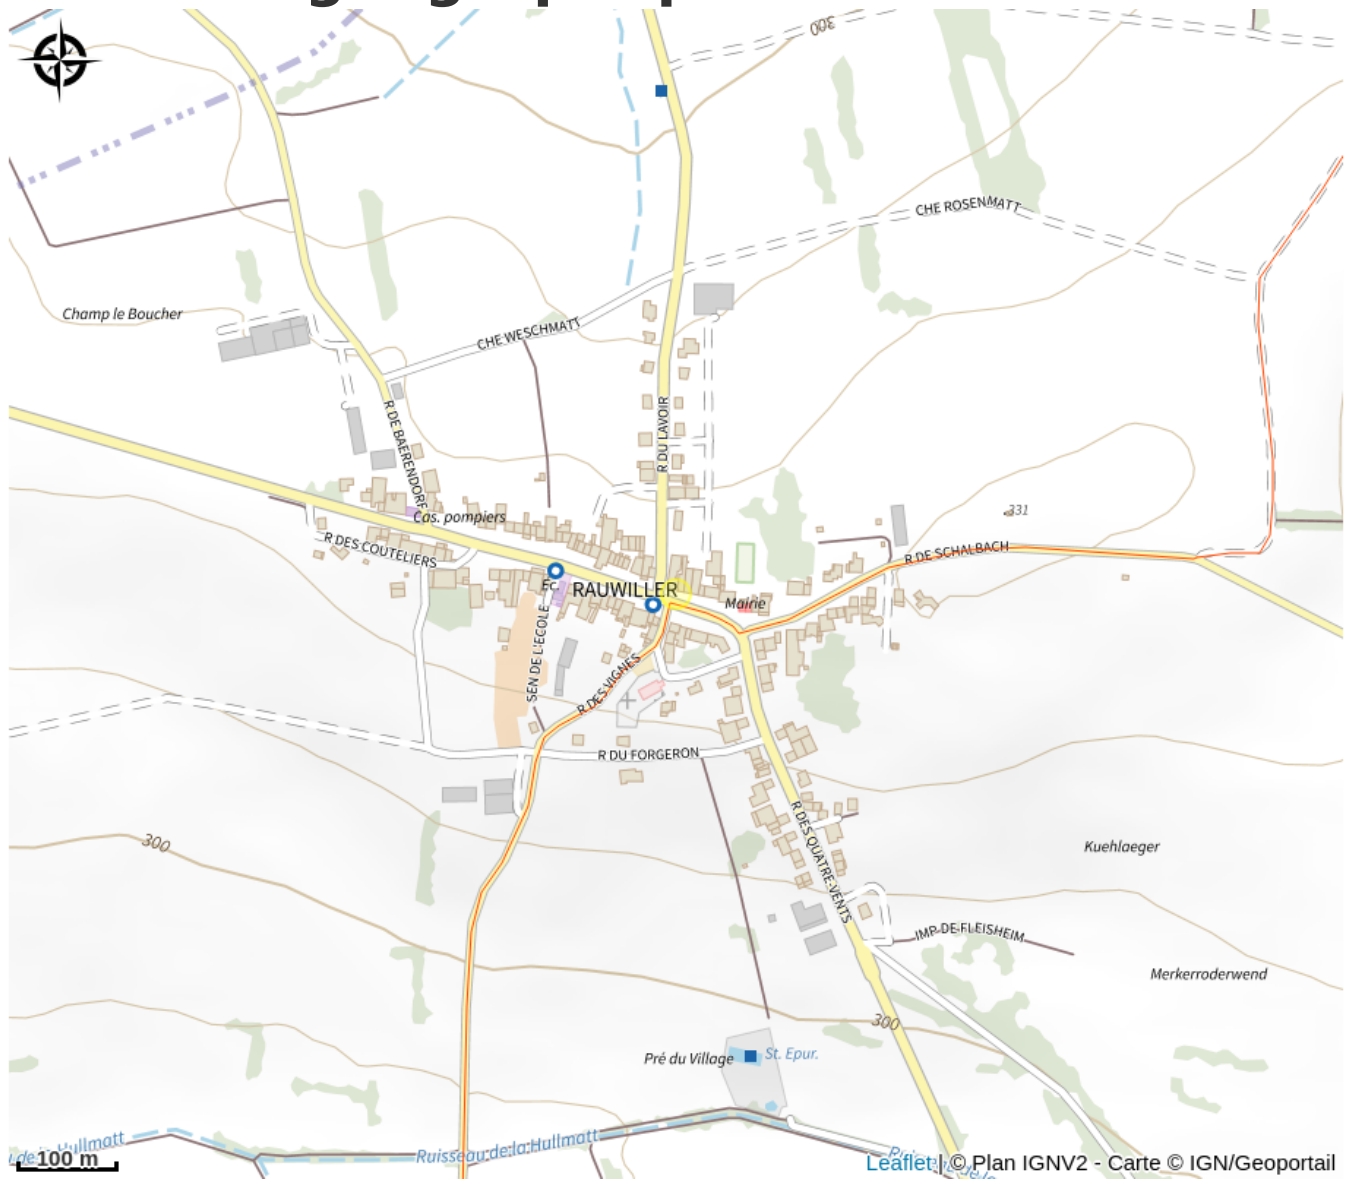 300
CHE ROSENMATT
Champ le Boucher
CHE WESCHMATT
R DU LAVOIR
R DE BAERENDORF
Cas. pompiers
331
R DES COUTELIERS
R DE SCHALBACH
Éc.
RAUWILLER
Mairie
SEN DE L'ECOLE
R DES VIGNES
R DU FORGERON
300
R DES QUATRE VENTS
Kuehlaeger
IMP DE FLEISHEIM
Merkerroderwend
300
Pré du Village
St. Epur.
Ruisseau de la Hullmatt
100 m
Leaflet | © Plan IGNV2 - Carte © IGN/Geoportail